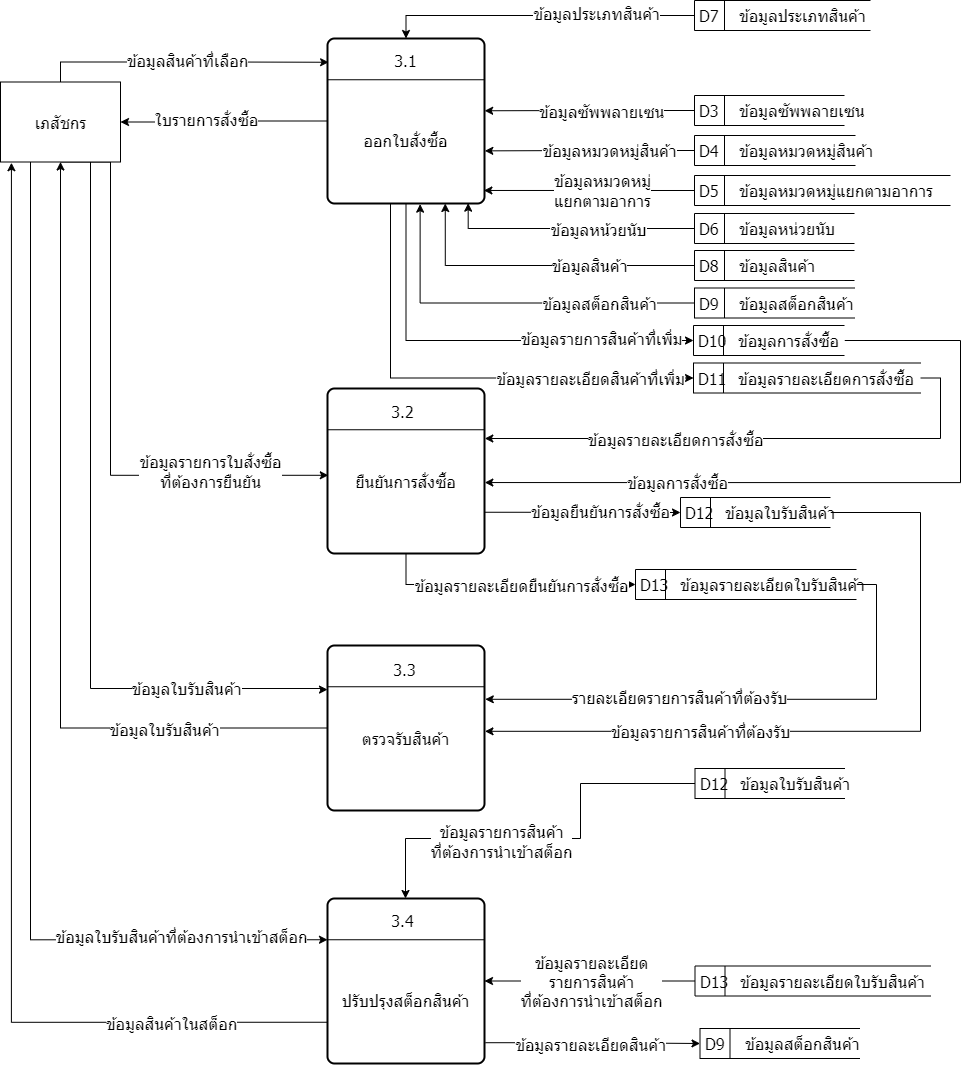 ข้อมูลประเภทสินค้า
D7 ข้อมูลประเภทสินค้า
ข้อมูลสินค้าที่เลือก
3.1
เภสัชกร
ใบรายการสั่งซื้อ
ออกใบสั่งซื้อ
ข้อมูลซัพพลายเซน
D3 ข้อมูลซัพพลายเซน
ข้อมูลหมวดหมู่สินค้า
D4 ข้อมูลหมวดหมู่สินค้า
ข้อมูลหมวดหมู่
แยกตามอาการ
D5 ข้อมูลหมวดหมู่แยกตามอาการ
ข้อมูลหน้วยนับ
D6 ข้อมูลหน่วยนับ
ข้อมูลสินค้า
D8 ข้อมูลสินค้า
ข้อมูลสต็อกสินค้า
D9 ข้อมูลสต็อกสินค้า
ข้อมูลรายการสินค้าที่เพิ่ม
D10 ข้อมูลการสั่งซื้อ
ข้อมูลรายละเอียดสินค้าที่เพิ่ม
D11 ข้อมูลรายละเอียดการสั่งซื้อ
3.2
ข้อมูลรายละเอียดการสั่งซื้อ
ข้อมูลรายการใบสั่งซื้อ
ที่ต้องการยืนยัน
ยืนยันการสั่งซื้อ
ข้อมูลการสั่งซื้อ
ข้อมูลยืนยันการสั่งซื้อ
D12 ข้อมูลใบรับสินค้า
ข้อมูลรายละเอียดยืนยันการสั่งซื้อ
D13 ข้อมูลรายละเอียดใบรับสินค้า
3.3
ข้อมูลใบรับสินค้า
รายละเอียดรายการสินค้าที่ต้องรับ
ข้อมูลใบรับสินค้า
ตรวจรับสินค้า
ข้อมูลรายการสินค้าที่ต้องรับ
D12 ข้อมูลใบรับสินค้า
ข้อมูลรายการสินค้า
ที่ต้องการนำเข้าสต็อก
3.4
ข้อมูลใบรับสินค้าที่ต้องการนำเข้าสต็อก
ข้อมูลรายละเอียด
รายการสินค้า
ที่ต้องการนำเข้าสต็อก
D13 ข้อมูลรายละเอียดใบรับสินค้า
ปรับปรุงสต็อกสินค้า
ข้อมูลสินค้าในสต็อก
ข้อมูลรายละเอียดสินค้า
D9 ข้อมูลสต็อกสินค้า